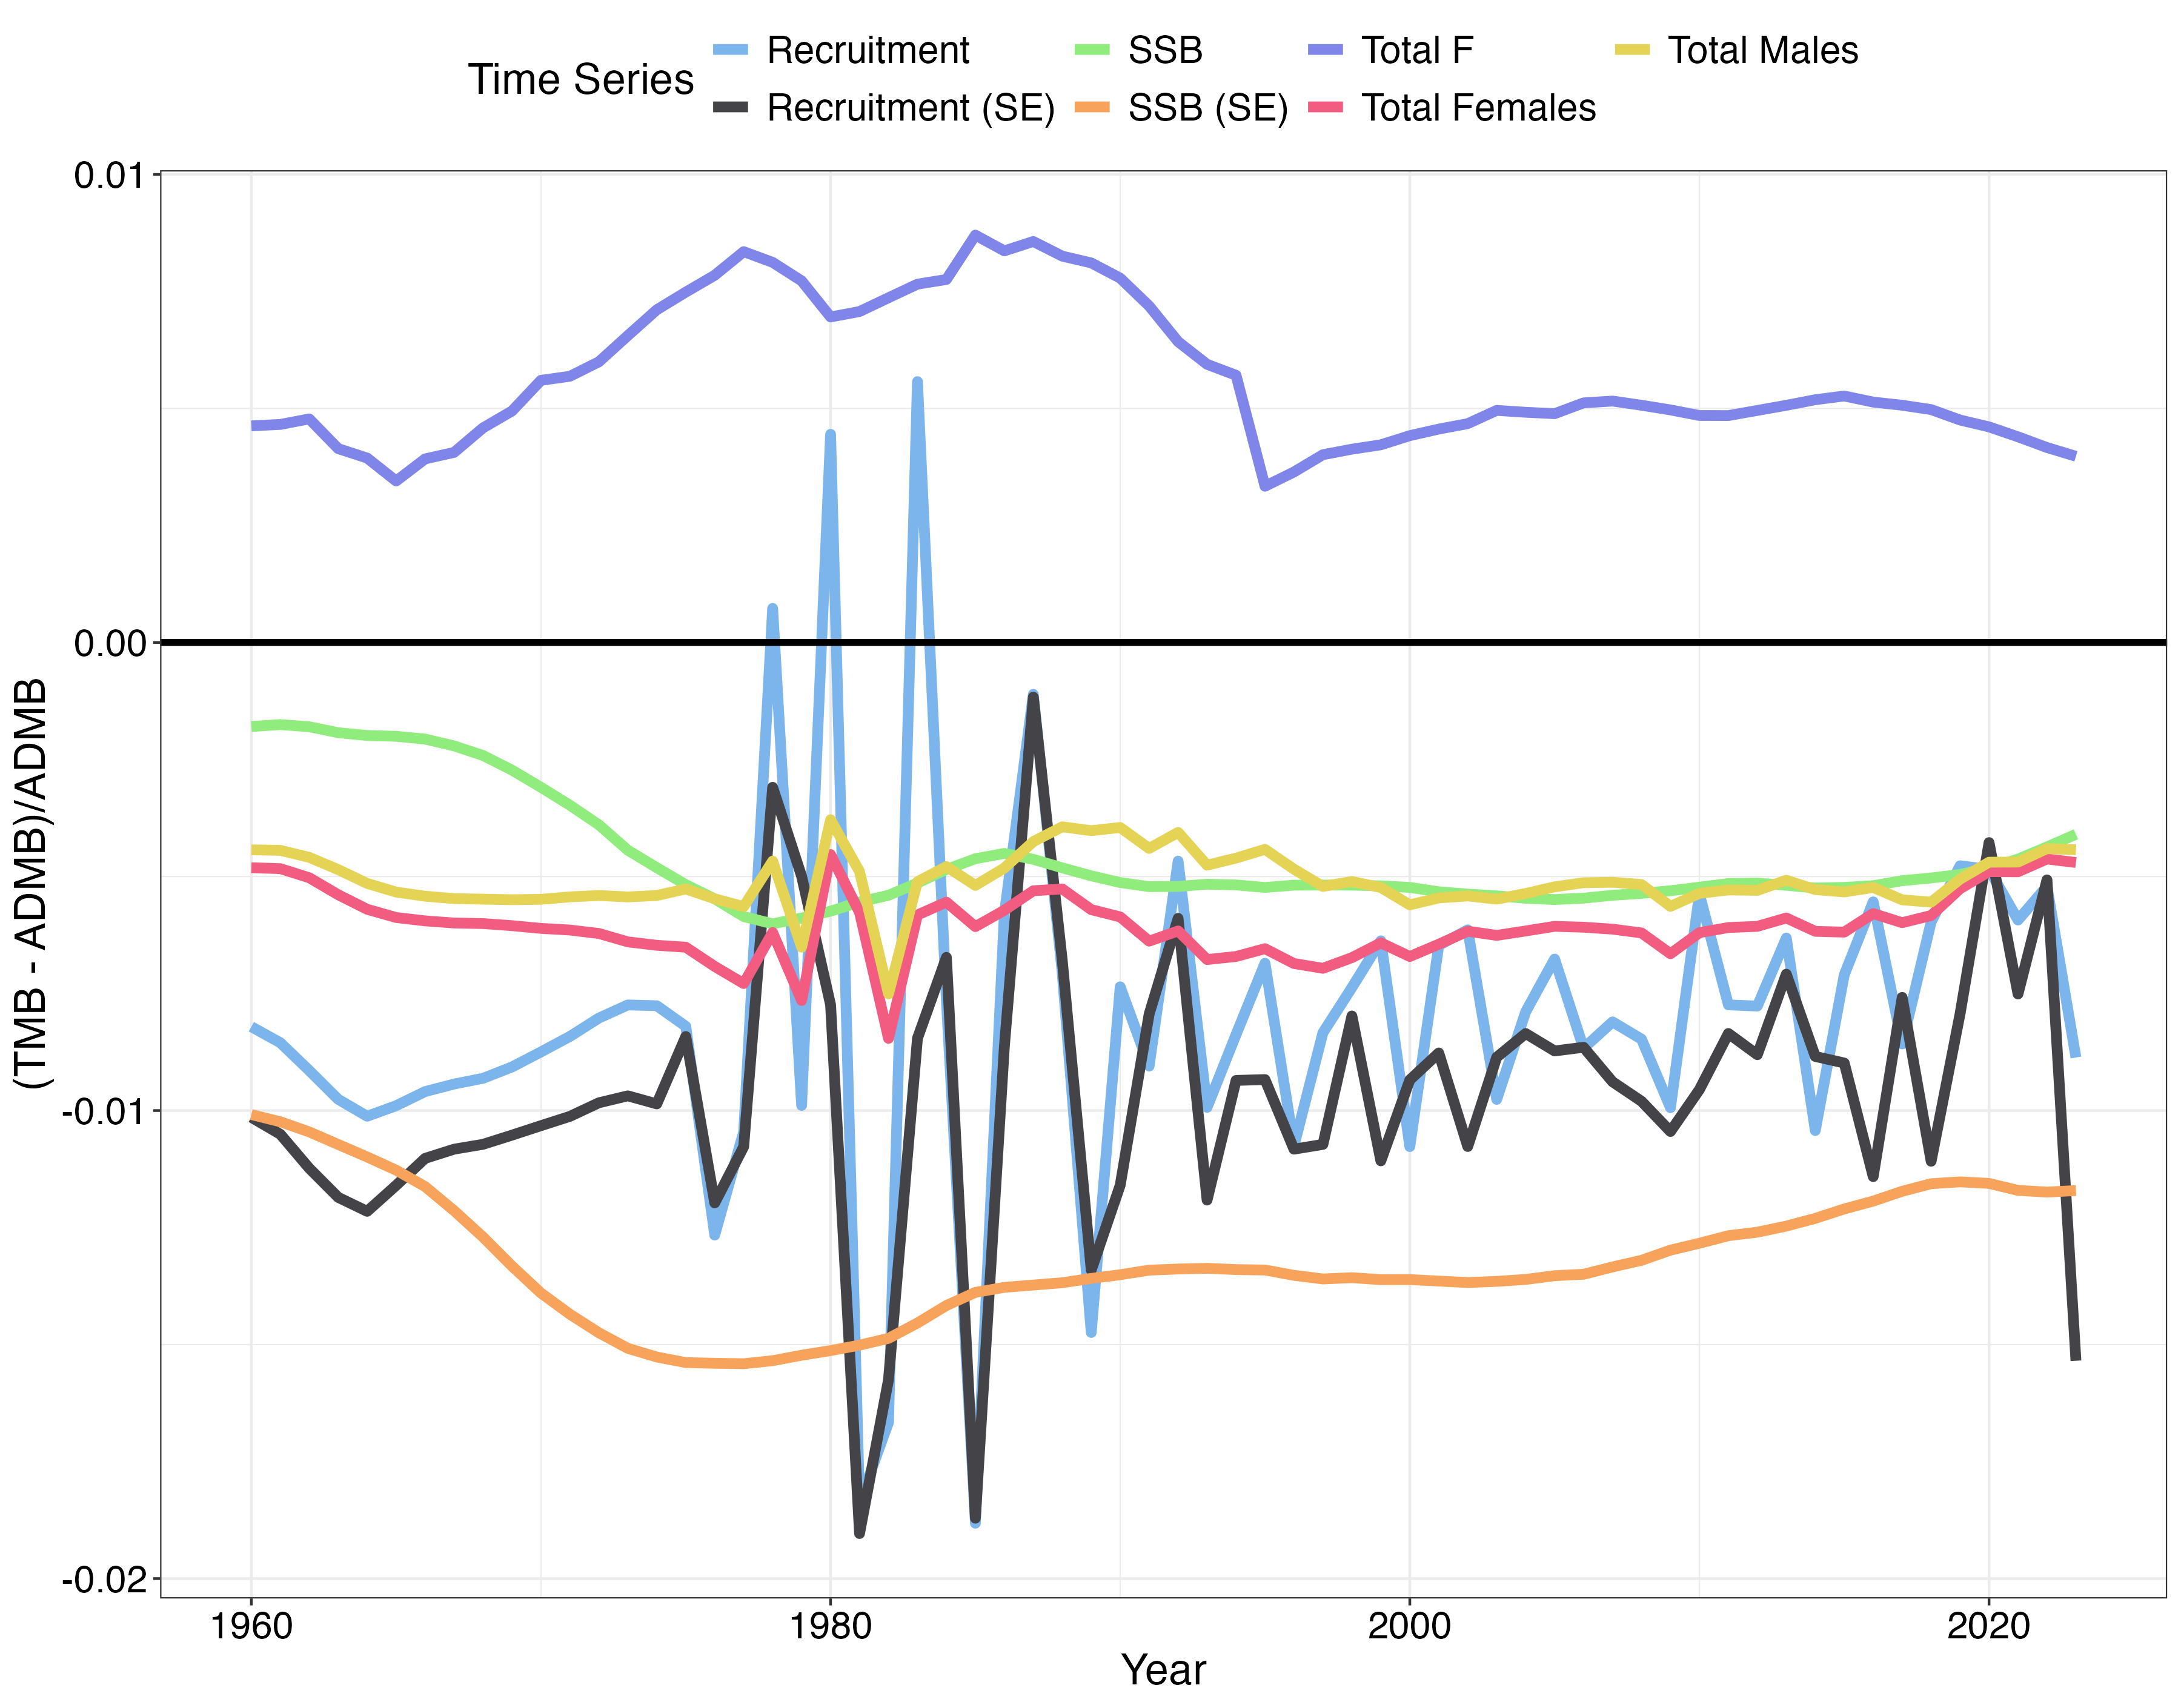 Time Series
Recruitment
SSB
Total F
Total Males
Recruitment (SE)
SSB (SE)
Total Females
(TMB - ADMB)/ADMB
0.01
0.00
-0.01
-0.02
1960
1980
2000
2020
Year